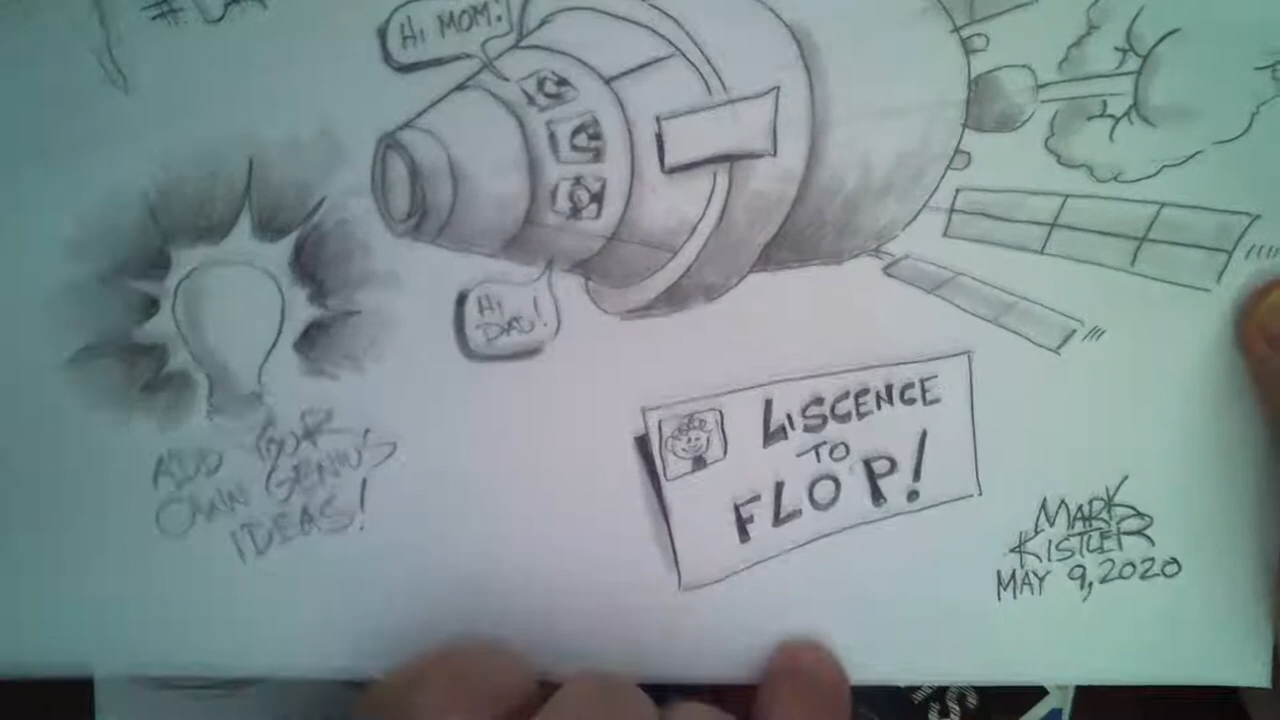 Hi MOM!
Hi
DAD!
ADD YOUR
OWN GENIUS
IDEAS!
LiSCENCE
TO
FLOP!
MARK
KISTLER
MAY 9, 2020